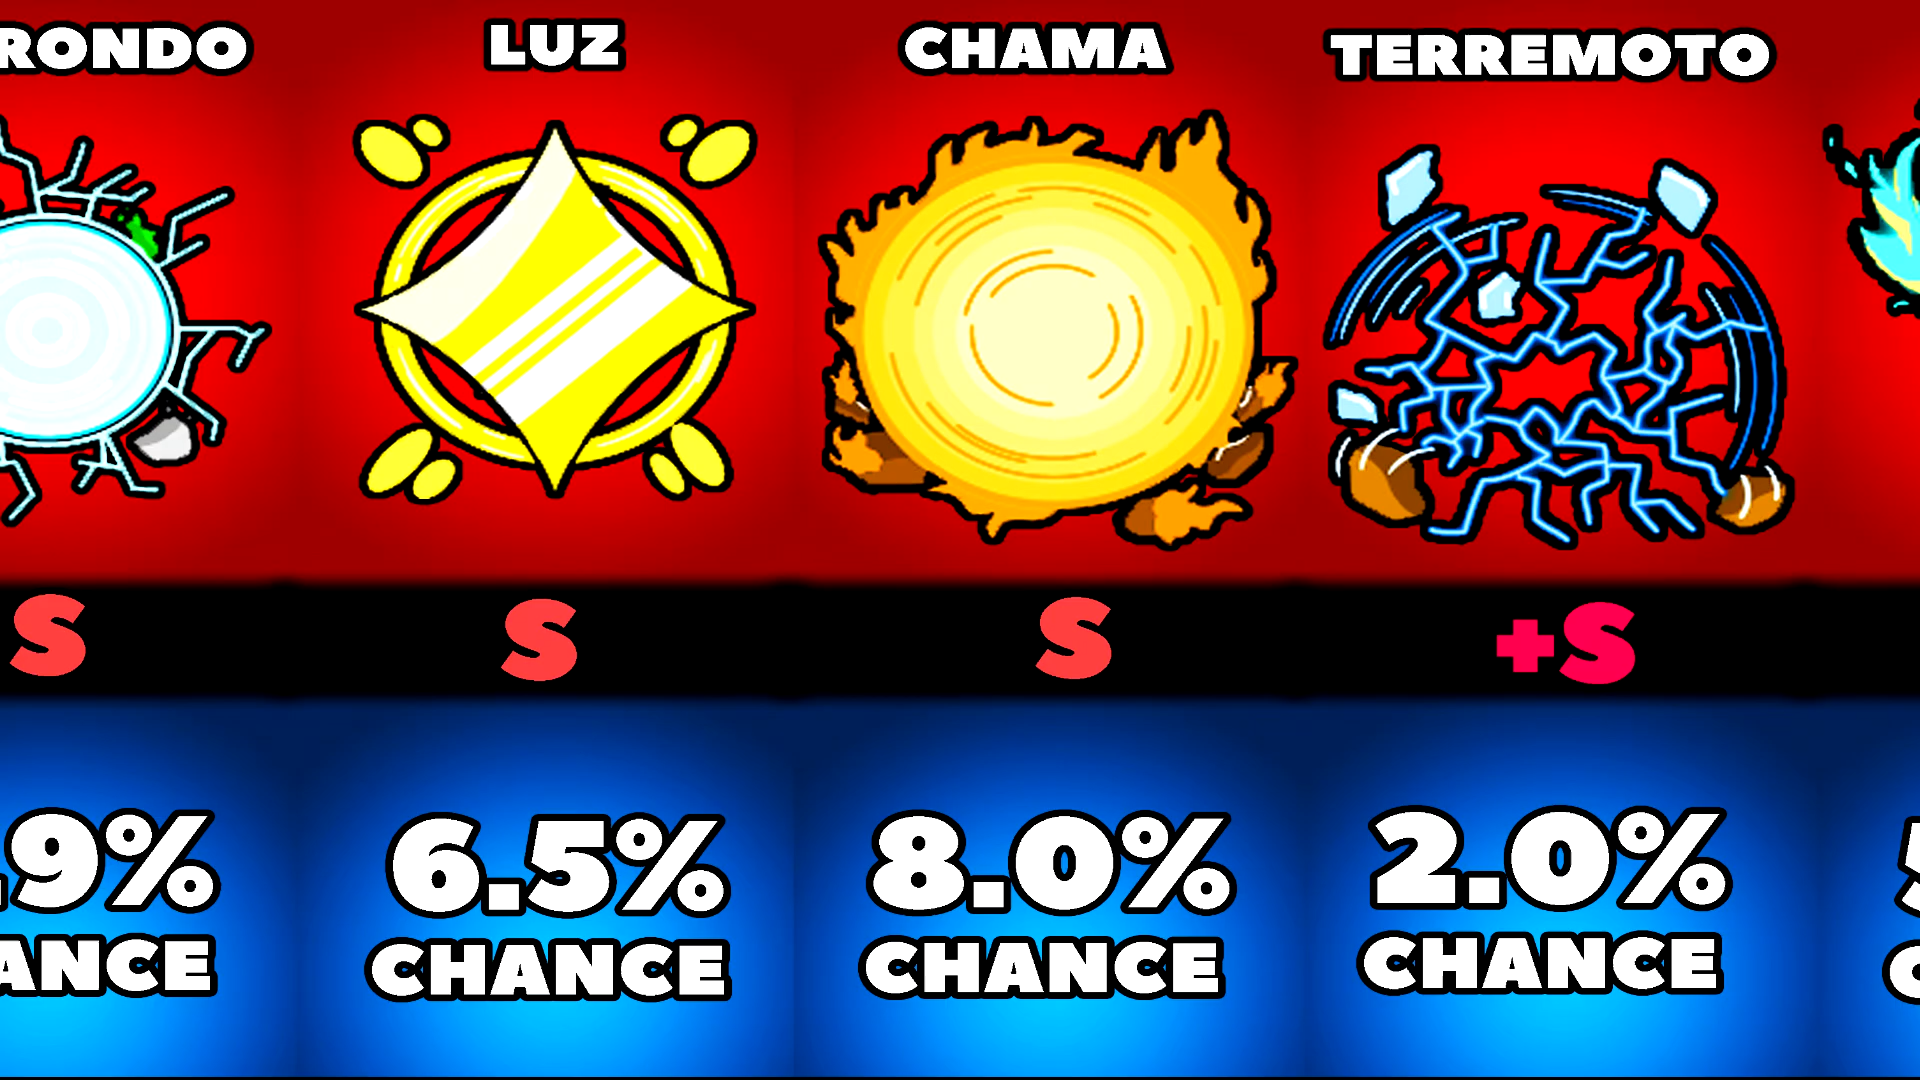 RONDO
LUZ
CHAMA
TERREMOTO
S
S
S
+S
.9%
6.5%
8.0%
2.0%
ANCE
CHANCE
CHANCE
CHANCE